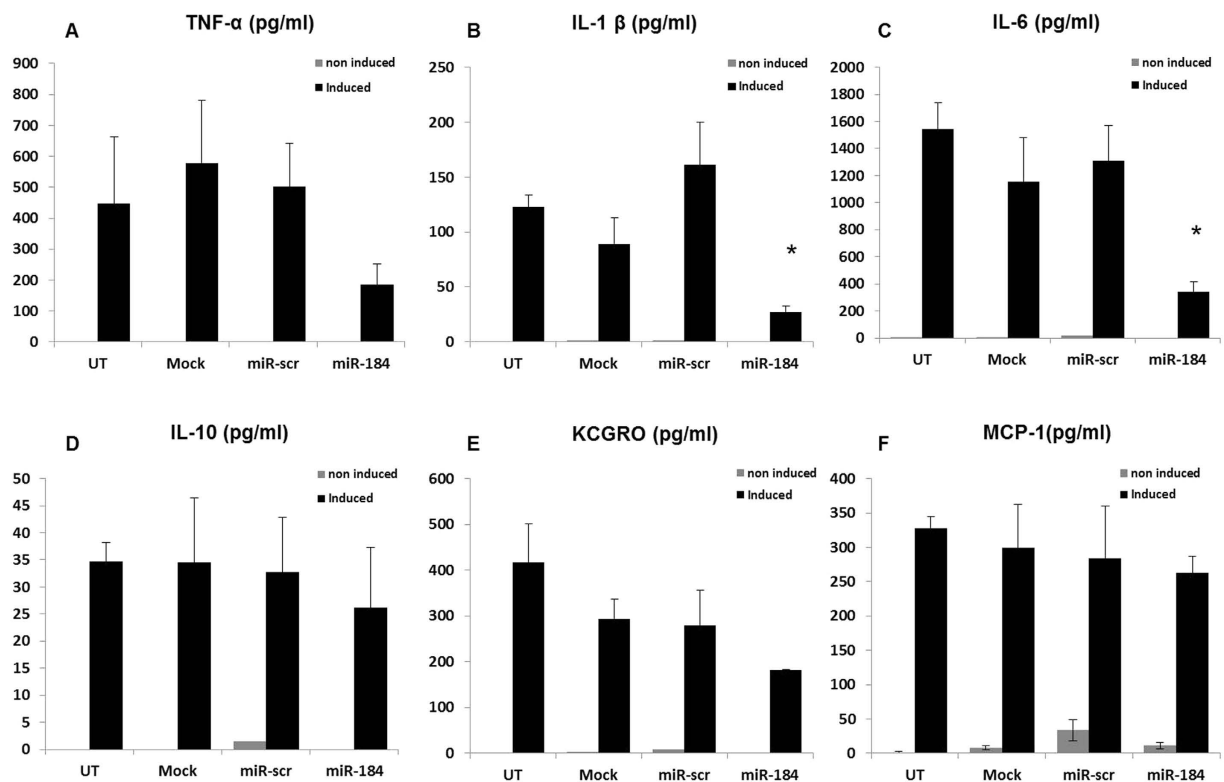 A TNF-α (pg/ml)
non induced
Induced
900
800
700
600
500
400
300
200
100
0
UT Mock miR-scr miR-184
B IL-1 β (pg/ml)
non induced
Induced
250
200
150
100
50
0
*
UT Mock miR-scr miR-184
C IL-6 (pg/ml)
non induced
Induced
2000
1800
1600
1400
1200
1000
800
600
400
200
0
*
UT Mock miR-scr miR-184
D IL-10 (pg/ml)
non induced
Induced
50
45
40
35
30
25
20
15
10
5
0
UT Mock miR-scr miR-184
E KCGRO (pg/ml)
non induced
Induced
600
500
400
300
200
100
0
UT Mock miR-scr miR-184
F MCP-1(pg/ml)
non induced
Induced
400
350
300
250
200
150
100
50
0
UT Mock miR-scr miR-184